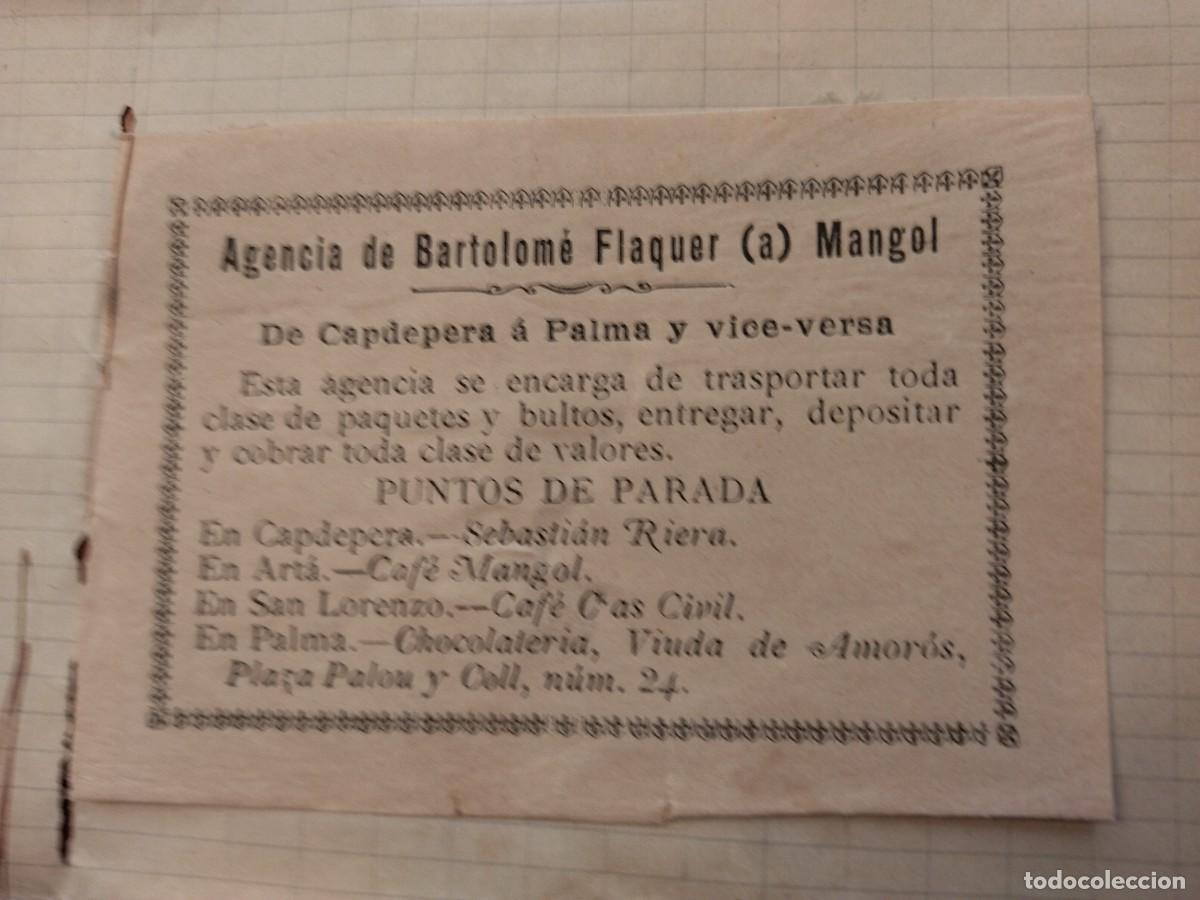 Agencia de Bartolomé Flaquer (a) Mangol
De Capdepera á Palma y vice-versa
Esta agencia se encarga de trasportar toda
clase de paquetes y bultos, entregar, depositar
y cobrar toda clase de valores.
PUNTOS DE PARADA
En Capdepera.—Sebastián Riera.
En Artá.—Café Mangol.
En San Lorenzo.—Café C'as Civil.
En Palma.—Chocolateria, Viuda de Amorós,
Plaza Palou y Coll, núm. 24.
todocoleccion